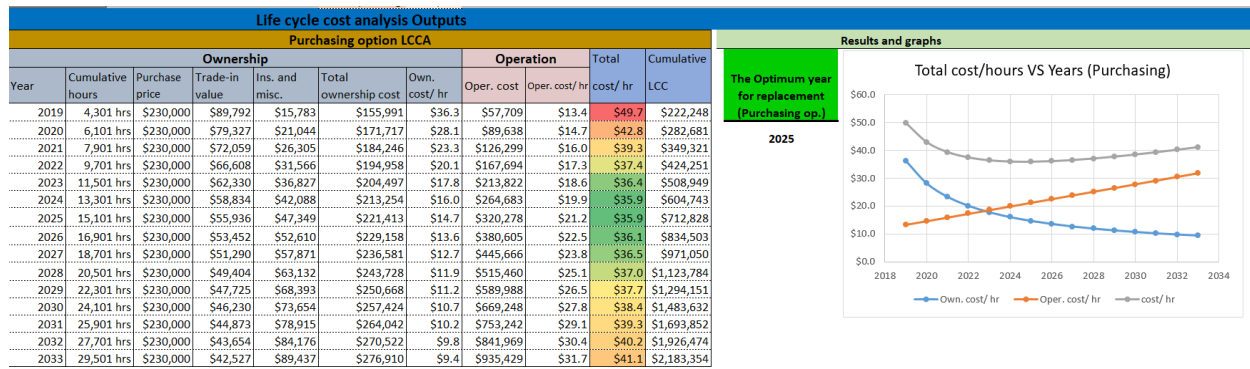 Life cycle cost analysis Outputs
Purchasing option LCCA
Results and graphs
Ownership Operation Total Cumulative
Year Cumulative hours Purchase price Trade-in value Ins. and misc. Total ownership cost Own. cost/ hr Oper. cost Oper. cost/ hr cost/ hr LCC
2019 4,301 hrs $230,000 $89,792 $15,783 $155,991 $36.3 $57,709 $13.4 $49.7 $222,248
2020 6,101 hrs $230,000 $79,327 $21,044 $171,717 $28.1 $89,638 $14.7 $42.8 $282,681
2021 7,901 hrs $230,000 $72,059 $26,305 $184,246 $23.3 $126,299 $16.0 $39.3 $349,321
2022 9,701 hrs $230,000 $66,608 $31,566 $194,958 $20.1 $167,694 $17.3 $37.4 $424,251
2023 11,501 hrs $230,000 $62,330 $36,827 $204,497 $17.8 $213,822 $18.6 $36.4 $508,949
2024 13,301 hrs $230,000 $58,834 $42,088 $213,254 $16.0 $264,683 $19.9 $35.9 $604,743
2025 15,101 hrs $230,000 $55,936 $47,349 $221,413 $14.7 $320,278 $21.2 $35.9 $712,828
2026 16,901 hrs $230,000 $53,452 $52,610 $229,158 $13.6 $380,605 $22.5 $36.1 $834,503
2027 18,701 hrs $230,000 $51,290 $57,871 $236,581 $12.7 $445,666 $23.8 $36.5 $971,050
2028 20,501 hrs $230,000 $49,404 $63,132 $243,728 $11.9 $515,460 $25.1 $37.0 $1,123,784
2029 22,301 hrs $230,000 $47,725 $68,393 $250,668 $11.2 $589,988 $26.5 $37.7 $1,294,151
2030 24,101 hrs $230,000 $46,230 $73,654 $257,424 $10.7 $669,248 $27.8 $38.4 $1,483,632
2031 25,901 hrs $230,000 $44,873 $78,915 $264,042 $10.2 $753,242 $29.1 $39.3 $1,693,852
2032 27,701 hrs $230,000 $43,654 $84,176 $270,522 $9.8 $841,969 $30.4 $40.2 $1,926,474
2033 29,501 hrs $230,000 $42,527 $89,437 $276,910 $9.4 $935,429 $31.7 $41.1 $2,183,354
The Optimum year
for replacement
(Purchasing op.)
2025
Total cost/hours VS Years (Purchasing)
$60.0
$50.0
$40.0
$30.0
$20.0
$10.0
$0.0
2018 2020 2022 2024 2026 2028 2030 2032 2034
Own. cost/ hr Oper. cost/ hr cost/ hr